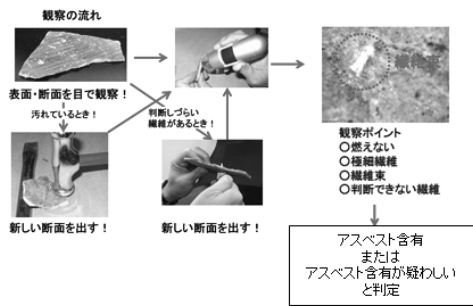 観察の流れ
表面・断面を目で観察！
汚れているとき！
判断しづらい
繊維があるとき！
新しい断面を出す！
新しい断面を出す！
繊維束
観察ポイント
○燃えない
○極細繊維
○繊維束
○判断できない繊維
アスベスト含有
または
アスベスト含有が疑わしい
と判定